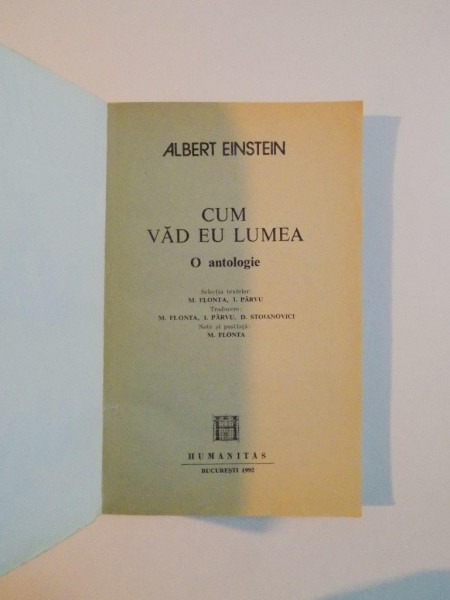 ALBERT EINSTEIN
CUM
VĂD EU LUMEA
O antologie
Selecția textelor:
M. FLONTA, I. PÂRVU
Traducere:
M. FLONTA, I. PÂRVU, D. STOIANOVICI
Note și postfață:
M. FLONTA
HUMANITAS
BUCUREȘTI 1992